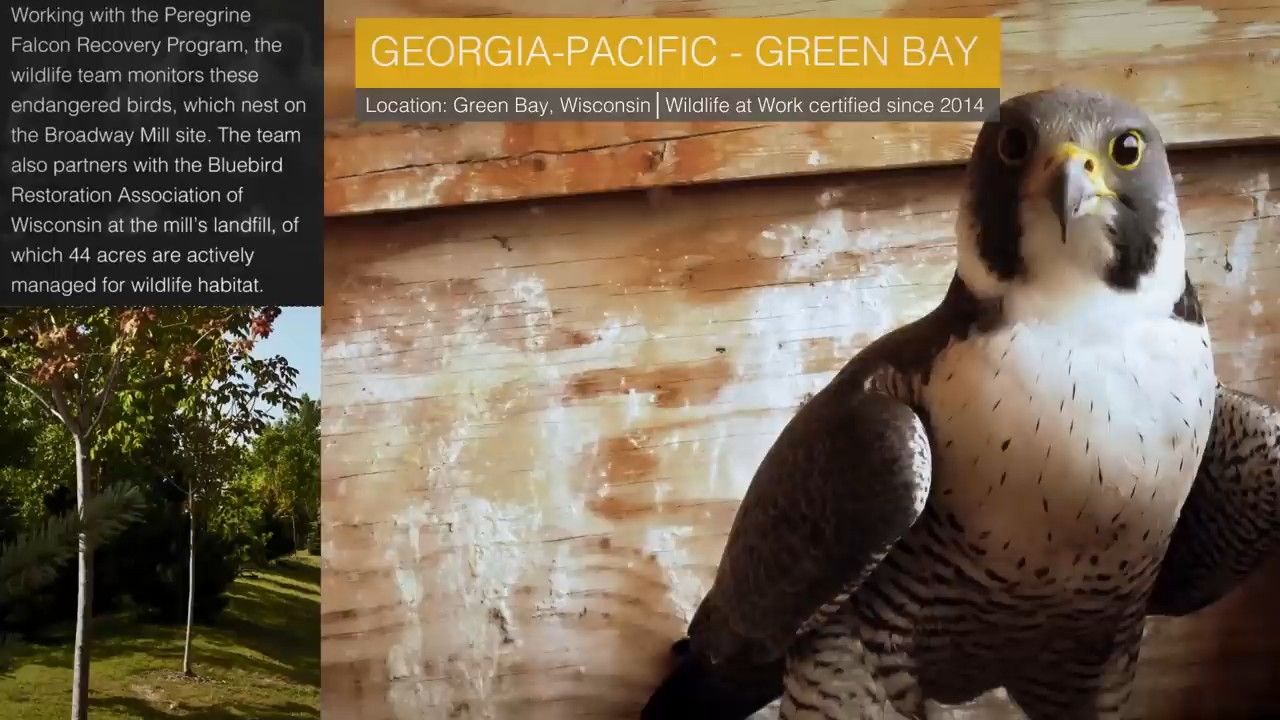 Working with the Peregrine
Falcon Recovery Program, the
wildlife team monitors these
endangered birds, which nest on
the Broadway Mill site. The team
also partners with the Bluebird
Restoration Association of
Wisconsin at the mill's landfill, of
which 44 acres are actively
managed for wildlife habitat.
GEORGIA-PACIFIC - GREEN BAY
Location: Green Bay, Wisconsin | Wildlife at Work certified since 2014